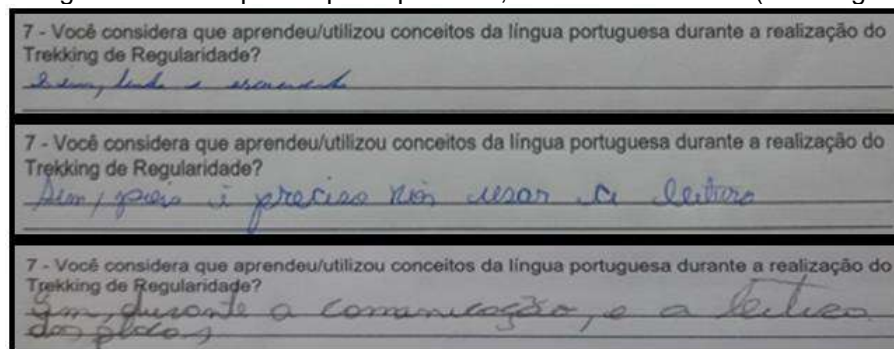 7 - Você considera que aprendeu/utilizou conceitos da língua portuguesa durante a realização do
Trekking de Regularidade?
Sim, lendo e escrevendo
7 - Você considera que aprendeu/utilizou conceitos da língua portuguesa durante a realização do
Trekking de Regularidade?
Sim, pois é preciso nós usar a leitura
7 - Você considera que aprendeu/utilizou conceitos da língua portuguesa durante a realização do
Trekking de Regularidade?
Sim, durante a comunicação, e a leitura
das placas